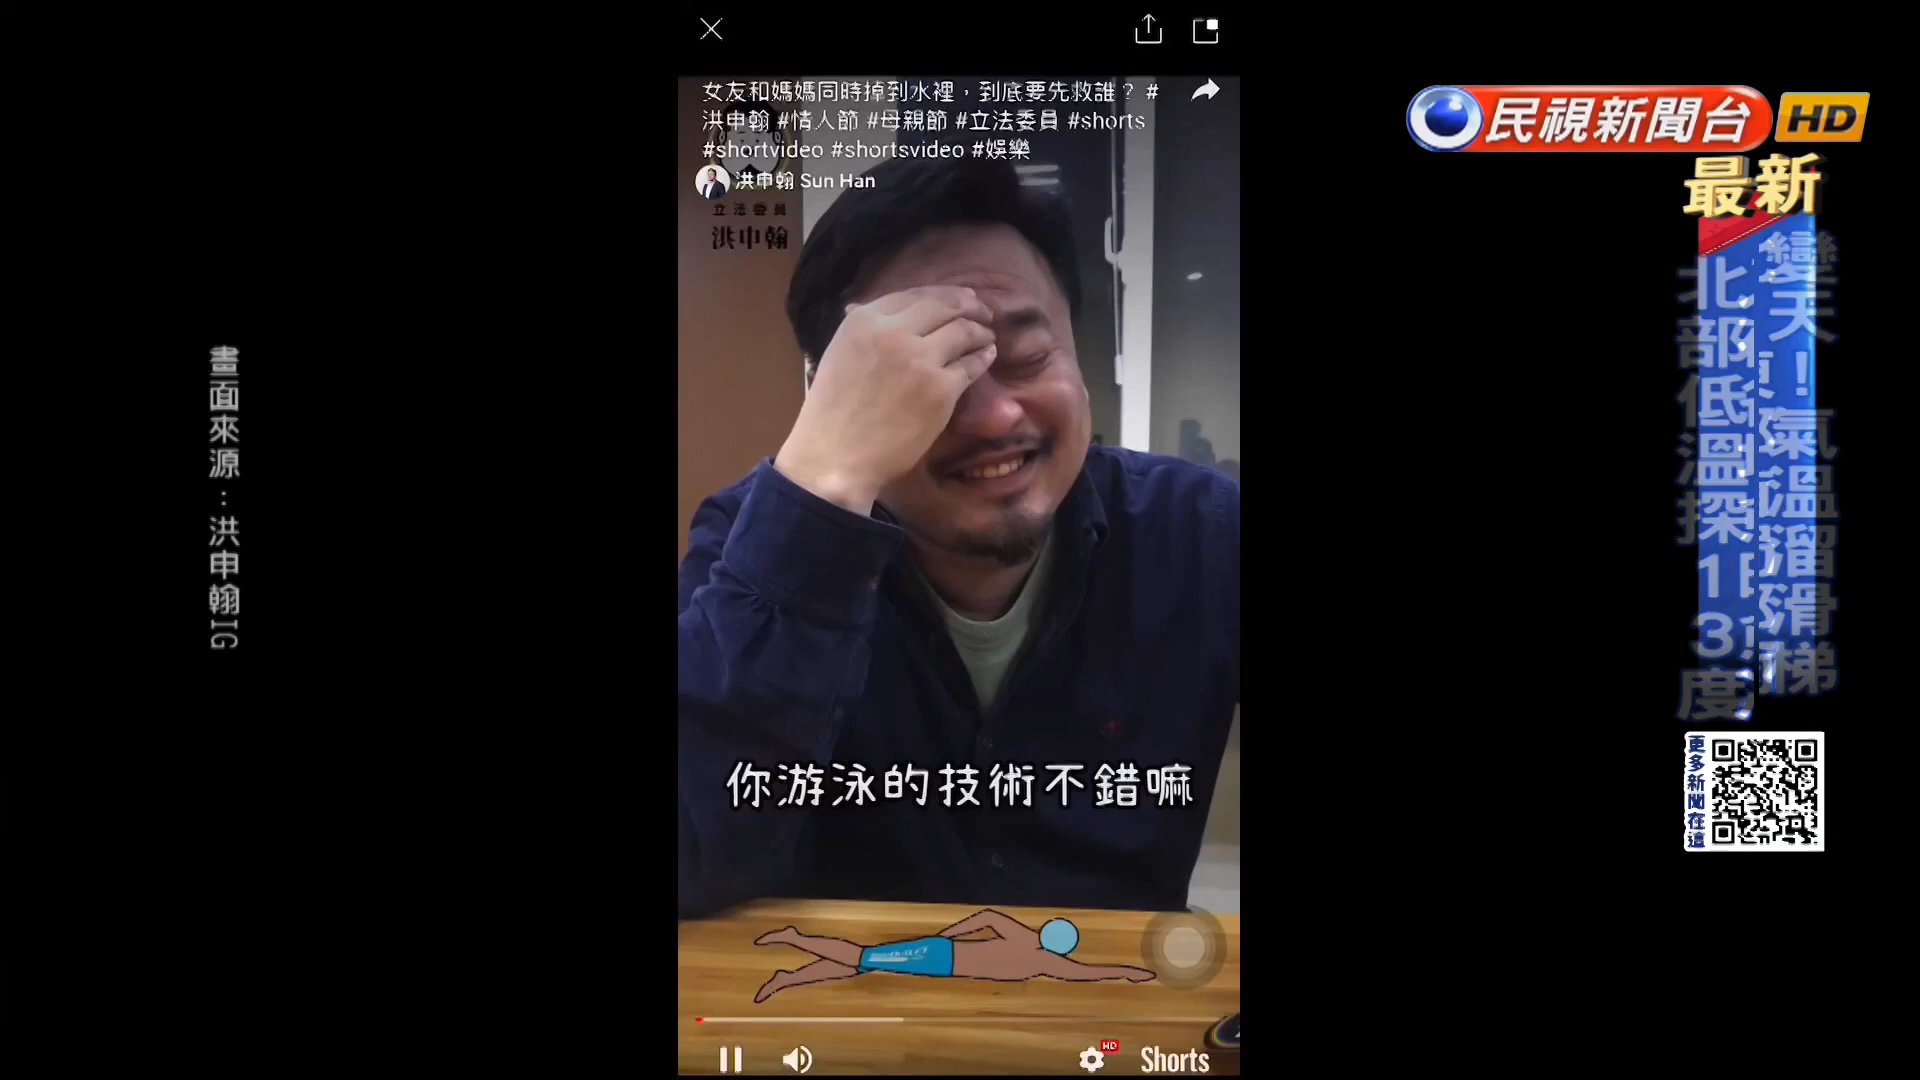 女友和媽媽同時掉到水裡，到底要先救誰？ #
洪申翰 #情人節 #母親節 #立法委員 #shorts
#shortvideo #shortsvideo #娛樂
洪申翰 Sun Han
立法委員
洪申翰
民視新聞台 HD
最新
變天！氣溫溜滑梯
北部低溫探13度
畫面來源：洪申翰IG
你游泳的技術不錯嘛
更多新聞在這
HD
Shorts